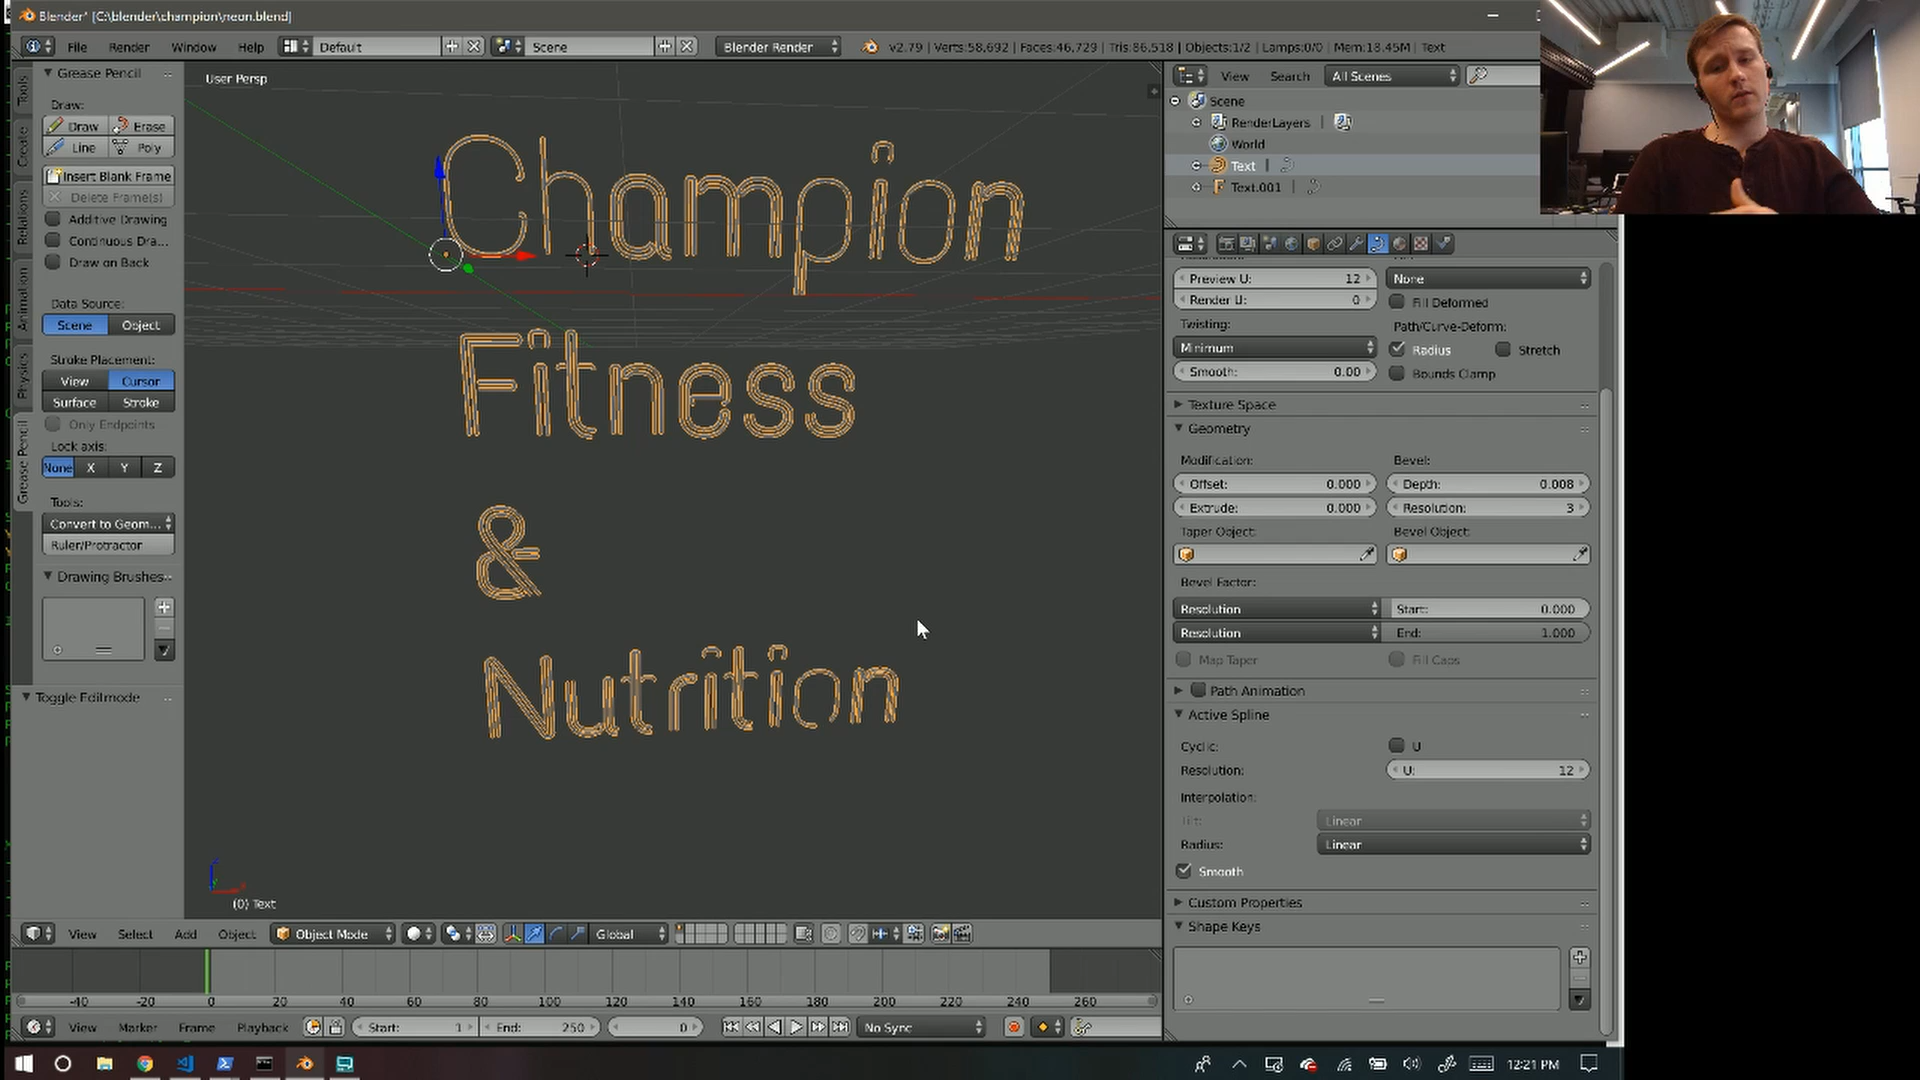 Blender* [C:\blender\champion\neon.blend]
File Render Window Help Default Scene Blender Render v2.79 | Verts:58,692 | Faces:46,729 | Tris:86,518 | Objects:1/2 | Lamps:0/0 | Mem:18.45M | Text
Tools
Create
Relations
Animation
Physics
Grease Pencil
Grease Pencil
Draw:
Draw Erase
Line Poly
Insert Blank Frame
Delete Frame(s)
Additive Drawing
Continuous Dra...
Draw on Back
Data Source:
Scene Object
Stroke Placement:
View Cursor
Surface Stroke
Only Endpoints
Lock axis:
None X Y Z
Tools:
Convert to Geom...
Ruler/Protractor
Drawing Brushes
Toggle Editmode
User Persp
Champion
Fitness
&
Nutrition
(0) Text
View Select Add Object Object Mode Global
-40 -20 0 20 40 60 80 100 120 140 160 180 200 220 240 260
View Marker Frame Playback Start: 1 End: 250 0 No Sync
View Search All Scenes
Scene
RenderLayers
World
Text
Text.001
Preview U: 12 None
Render U: 0 Fill Deformed
Twisting: Path/Curve-Deform:
Minimum Radius Stretch
Smooth: 0.00 Bounds Clamp
Texture Space
Geometry
Modification: Bevel:
Offset: 0.000 Depth: 0.008
Extrude: 0.000 Resolution: 3
Taper Object: Bevel Object:
Bevel Factor:
Resolution Start: 0.000
Resolution End: 1.000
Map Taper Fill Caps
Path Animation
Active Spline
Cyclic: U
Resolution: U: 12
Interpolation:
Tilt: Linear
Radius: Linear
Smooth
Custom Properties
Shape Keys
12:21 PM